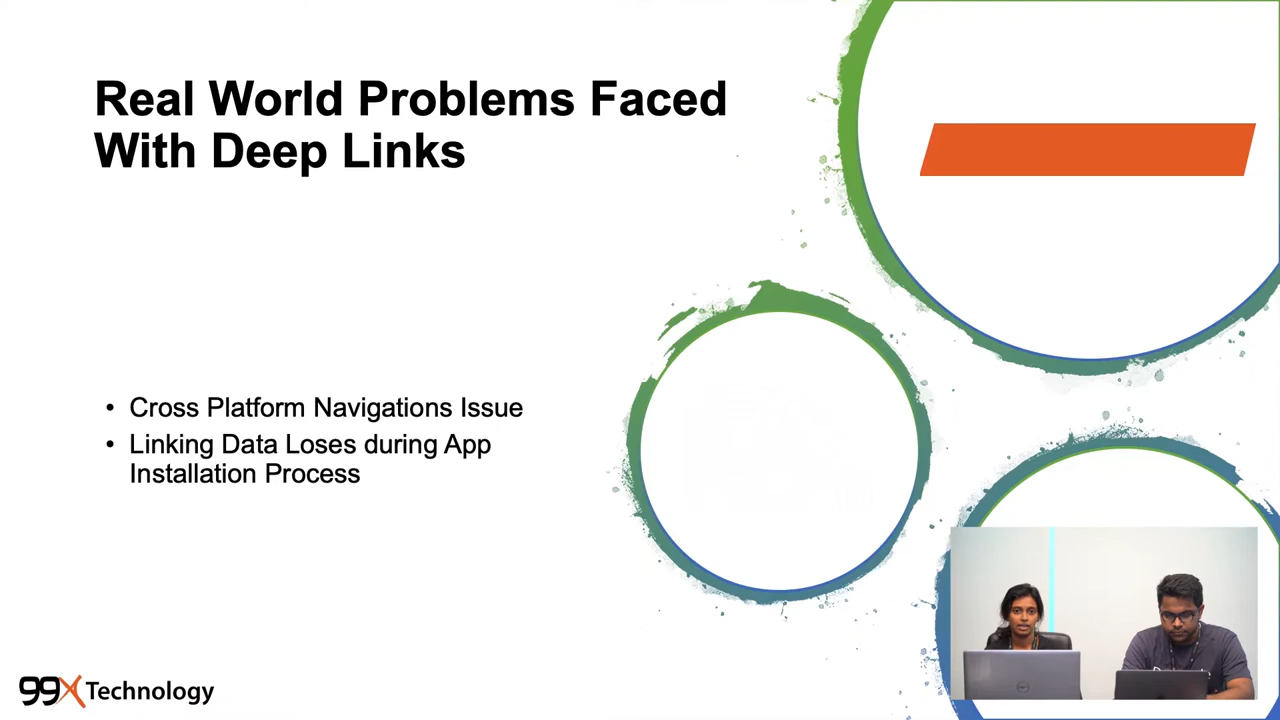 Real World Problems Faced
With Deep Links
• Cross Platform Navigations Issue
• Linking Data Loses during App
Installation Process
99X Technology